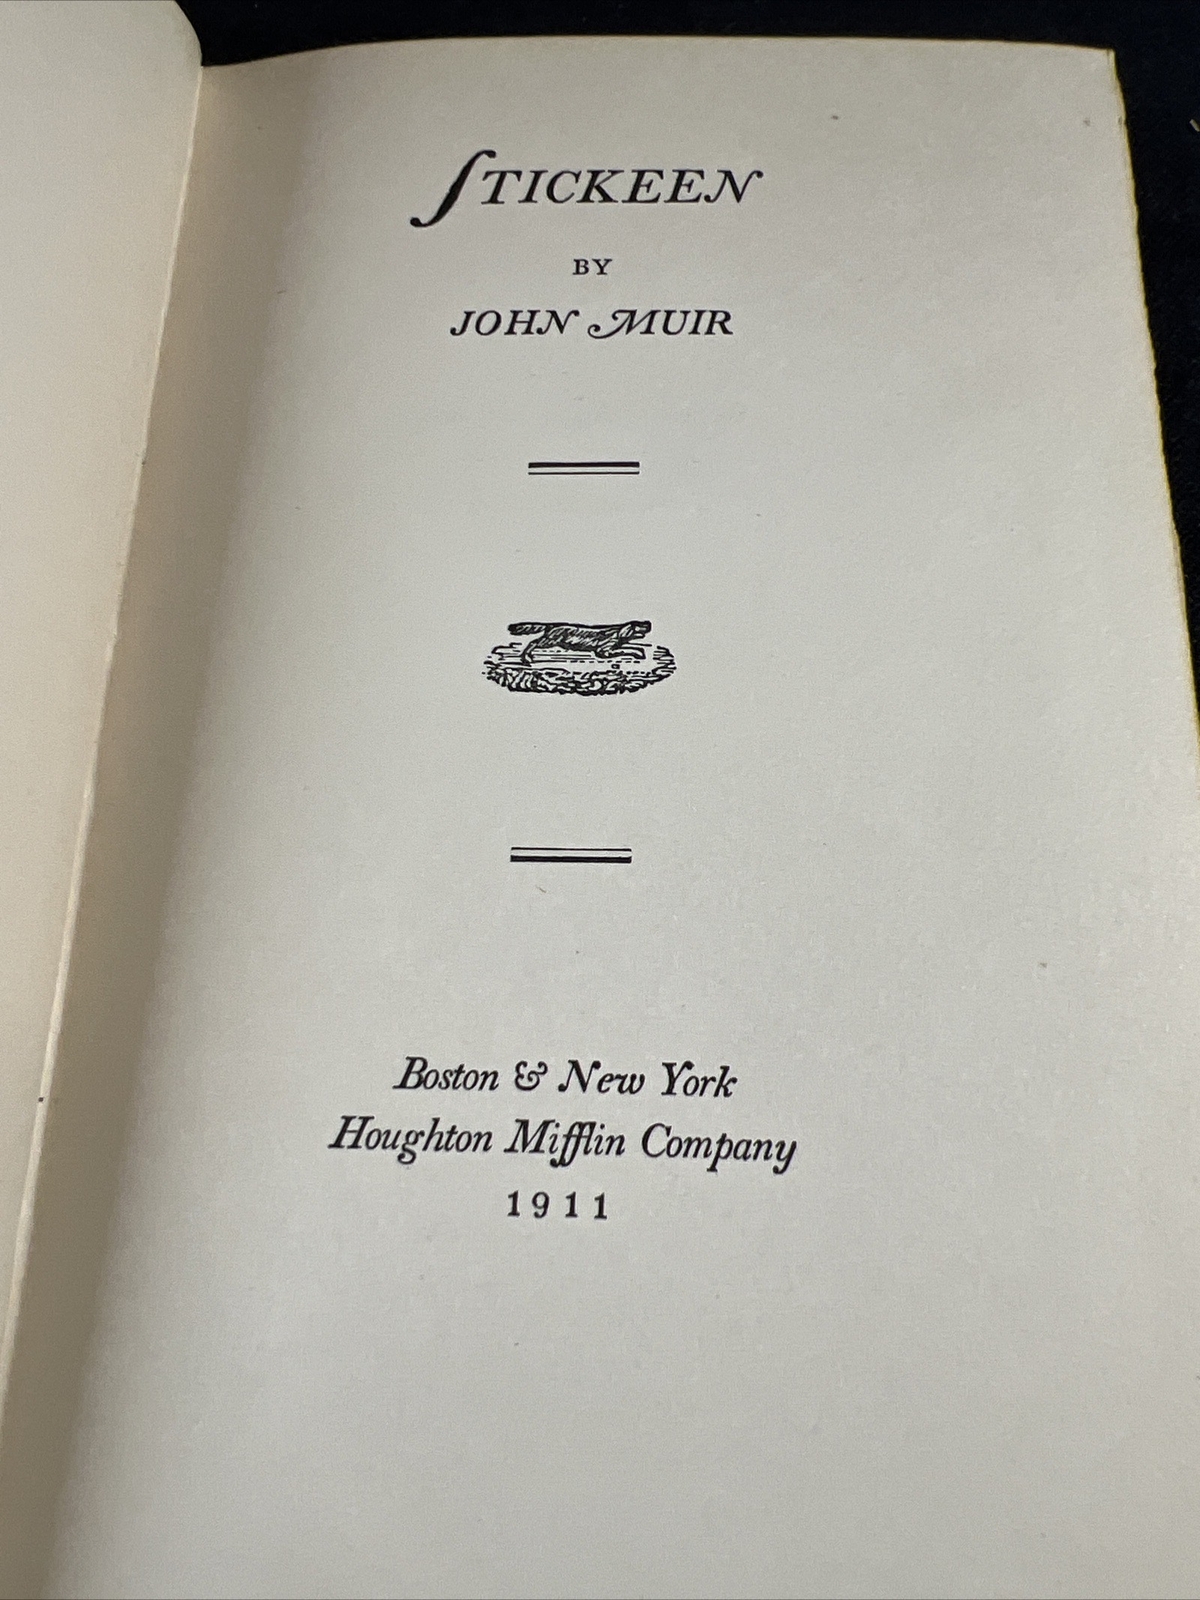 STICKEEN
BY
JOHN MUIR
Boston & New York
Houghton Mifflin Company
1911